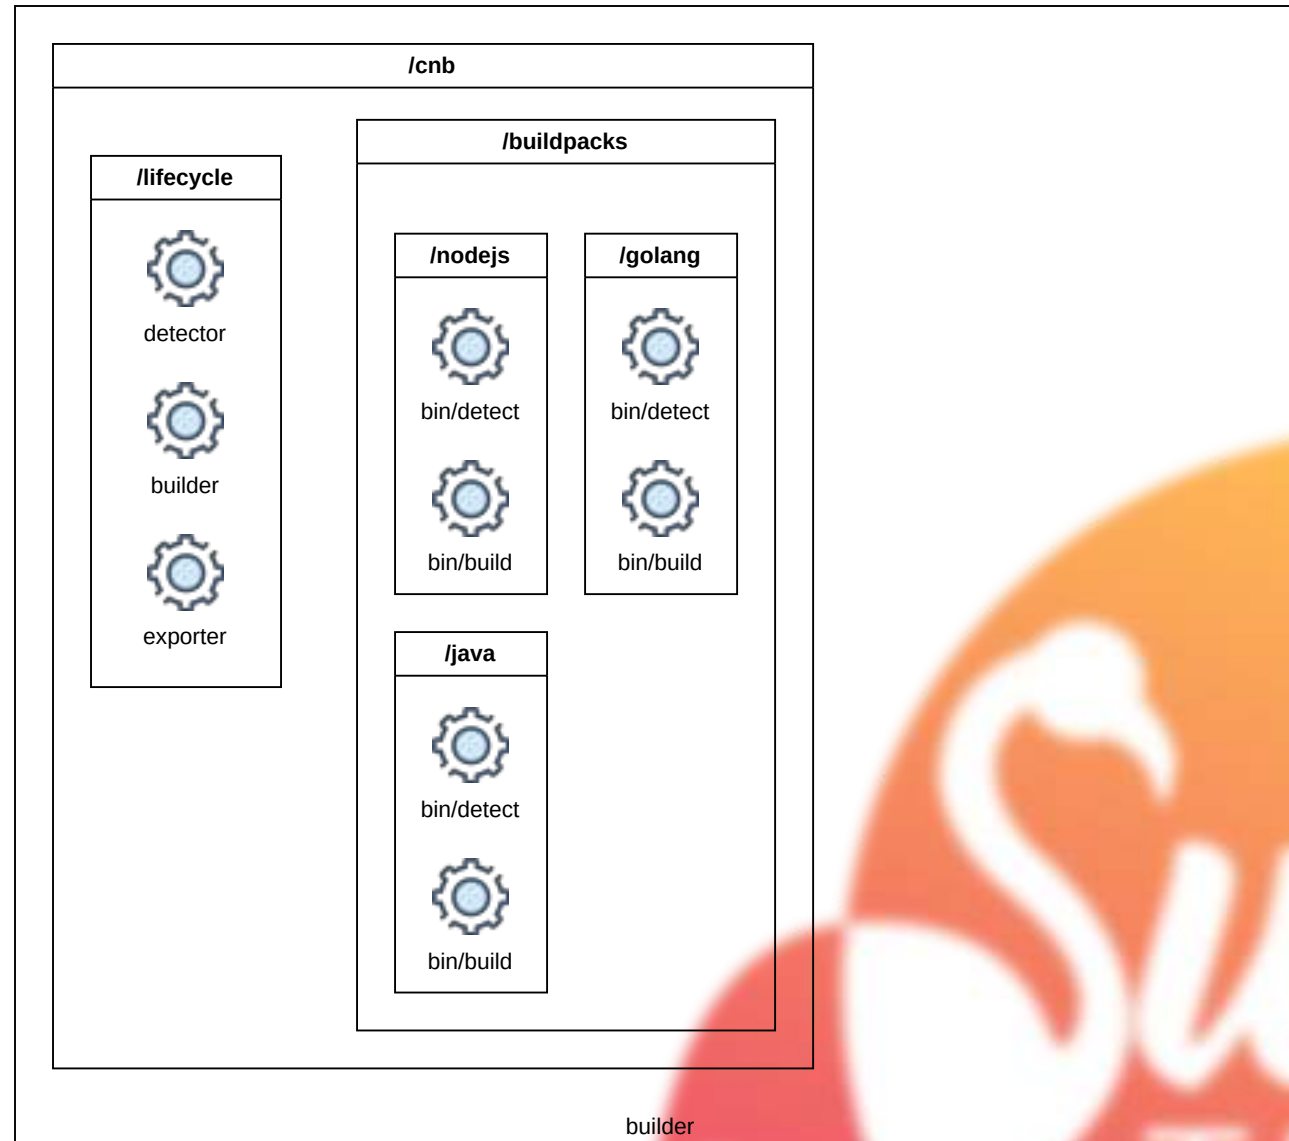 /cnb
/buildpacks
/lifecycle
/nodejs
/golang
detector
bin/detect
bin/detect
builder
bin/build
bin/build
exporter
/java
bin/detect
bin/build
builder